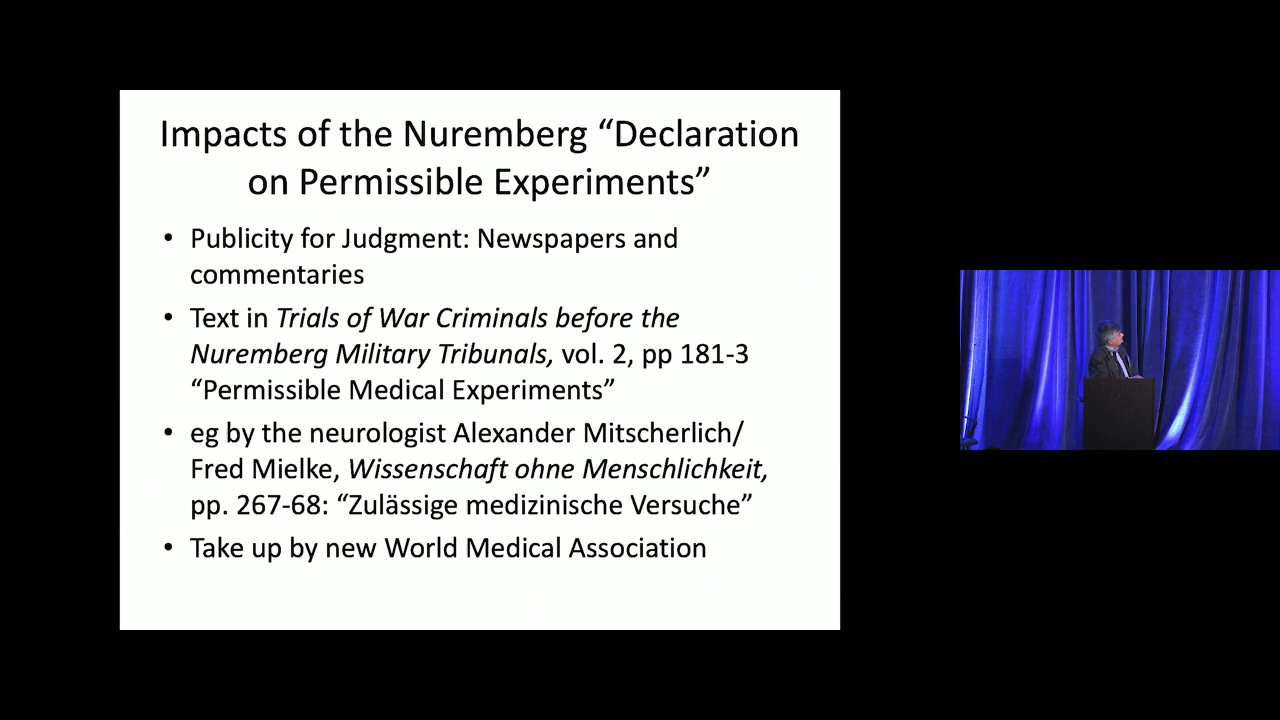 Impacts of the Nuremberg “Declaration
on Permissible Experiments”
• Publicity for Judgment: Newspapers and
commentaries
• Text in Trials of War Criminals before the
Nuremberg Military Tribunals, vol. 2, pp 181-3
“Permissible Medical Experiments”
• eg by the neurologist Alexander Mitscherlich/
Fred Mielke, Wissenschaft ohne Menschlichkeit,
pp. 267-68: “Zulässige medizinische Versuche”
• Take up by new World Medical Association